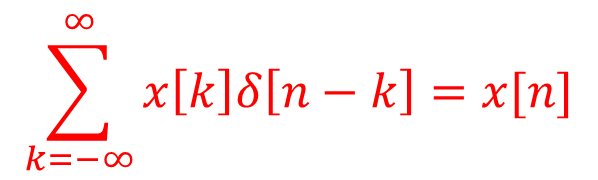 ∞
∑ x[k]δ[n − k] = x[n]
k=−∞